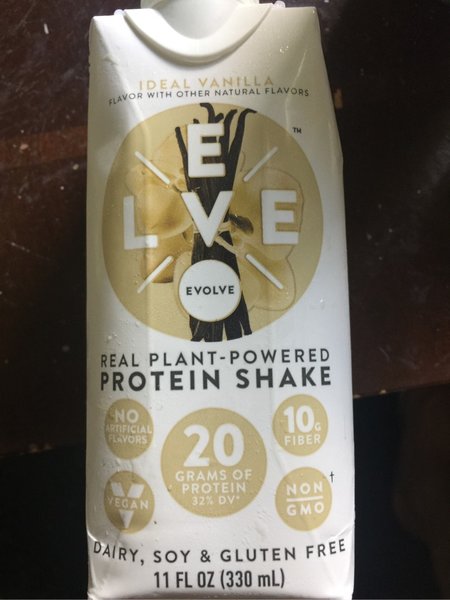 IDEAL VANILLA
FLAVOR WITH OTHER NATURAL FLAVORS
E
™
L V E
EVOLVE
REAL PLANT-POWERED
PROTEIN SHAKE
NO
ARTIFICIAL
FLAVORS
20
GRAMS OF
PROTEIN
32% DV*
10G
FIBER
VEGAN
NON
GMO
†
DAIRY, SOY & GLUTEN FREE
11 FL OZ (330 mL)